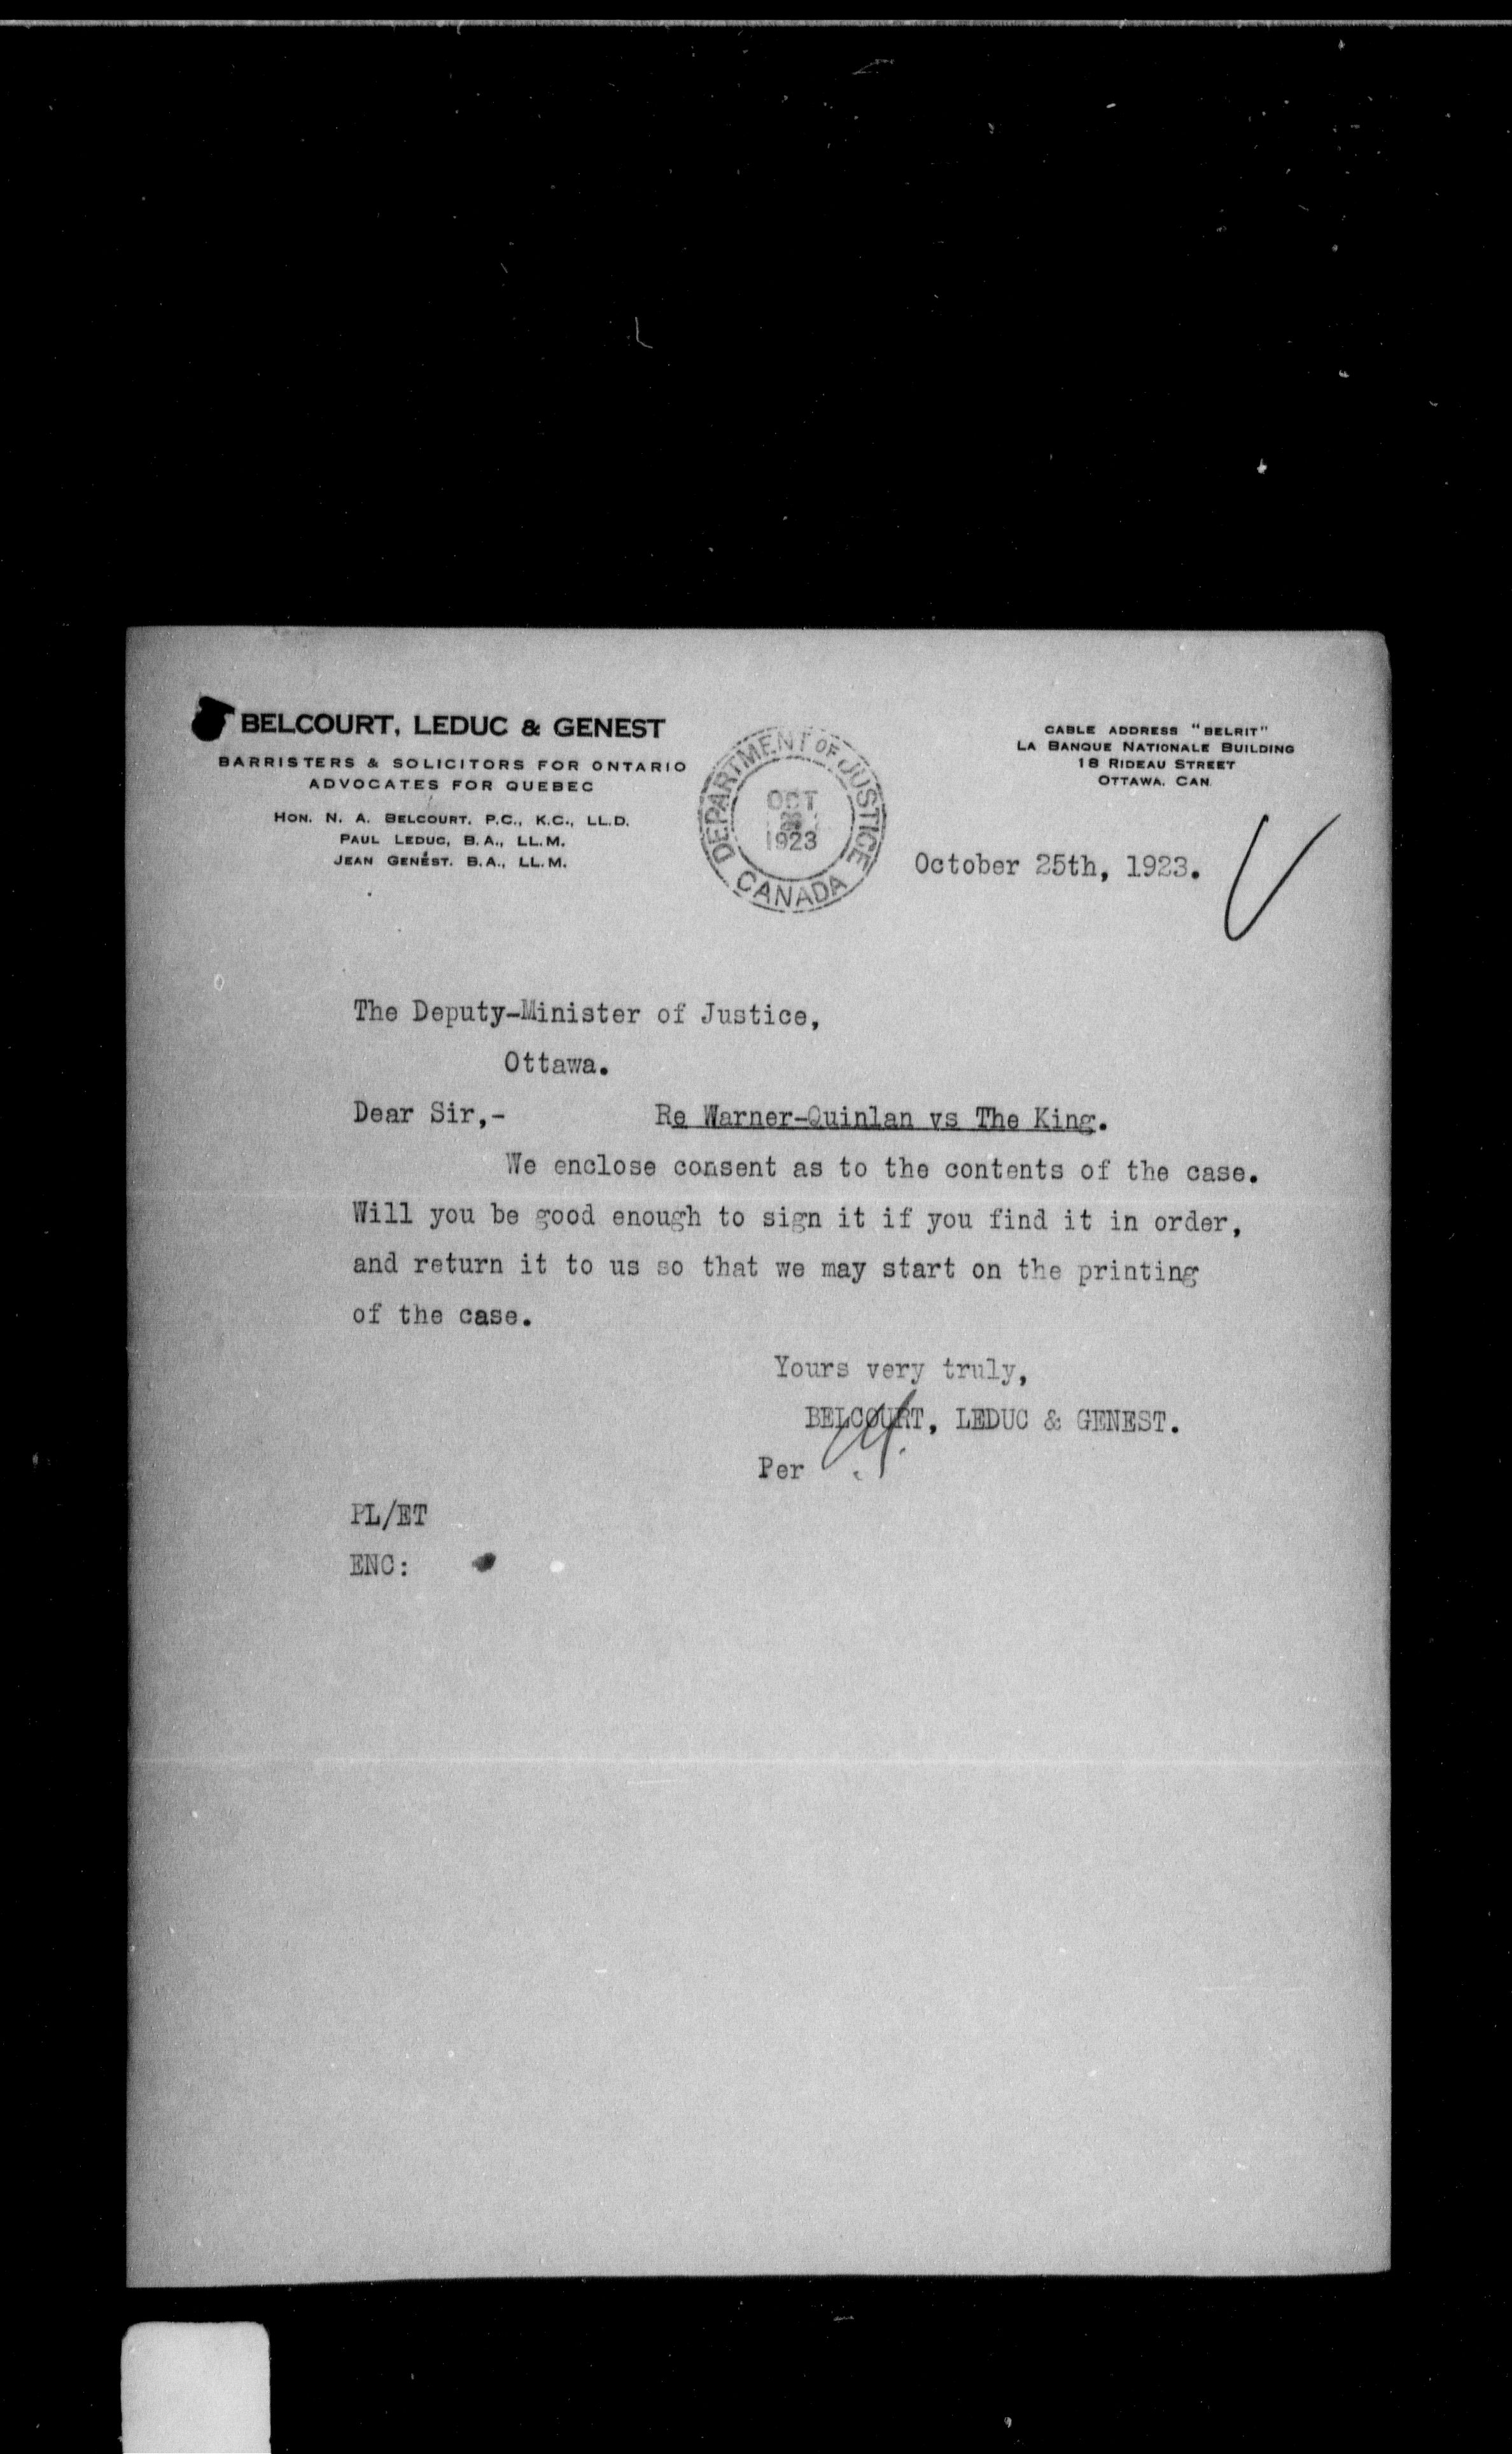 BELCOURT, LEDUC & GENEST
BARRISTERS & SOLICITORS FOR ONTARIO
ADVOCATES FOR QUEBEC
HON. N. A. BELCOURT. P.C., K.C., LL.D.
PAUL LEDUC, B.A., LL.M.
JEAN GENEST. B.A., LL.M.
DEPARTMENT OF JUSTICE
OCT
1923
CANADA
CABLE ADDRESS "BELRIT"
LA BANQUE NATIONALE BUILDING
18 RIDEAU STREET
OTTAWA. CAN.
October 25th, 1923.
The Deputy-Minister of Justice,
Ottawa.
Dear Sir,- Re Warner-Quinlan vs The King.
We enclose consent as to the contents of the case.
Will you be good enough to sign it if you find it in order,
and return it to us so that we may start on the printing
of the case.
Yours very truly,
BELCOURT, LEDUC & GENEST.
Per
PL/ET
ENC: